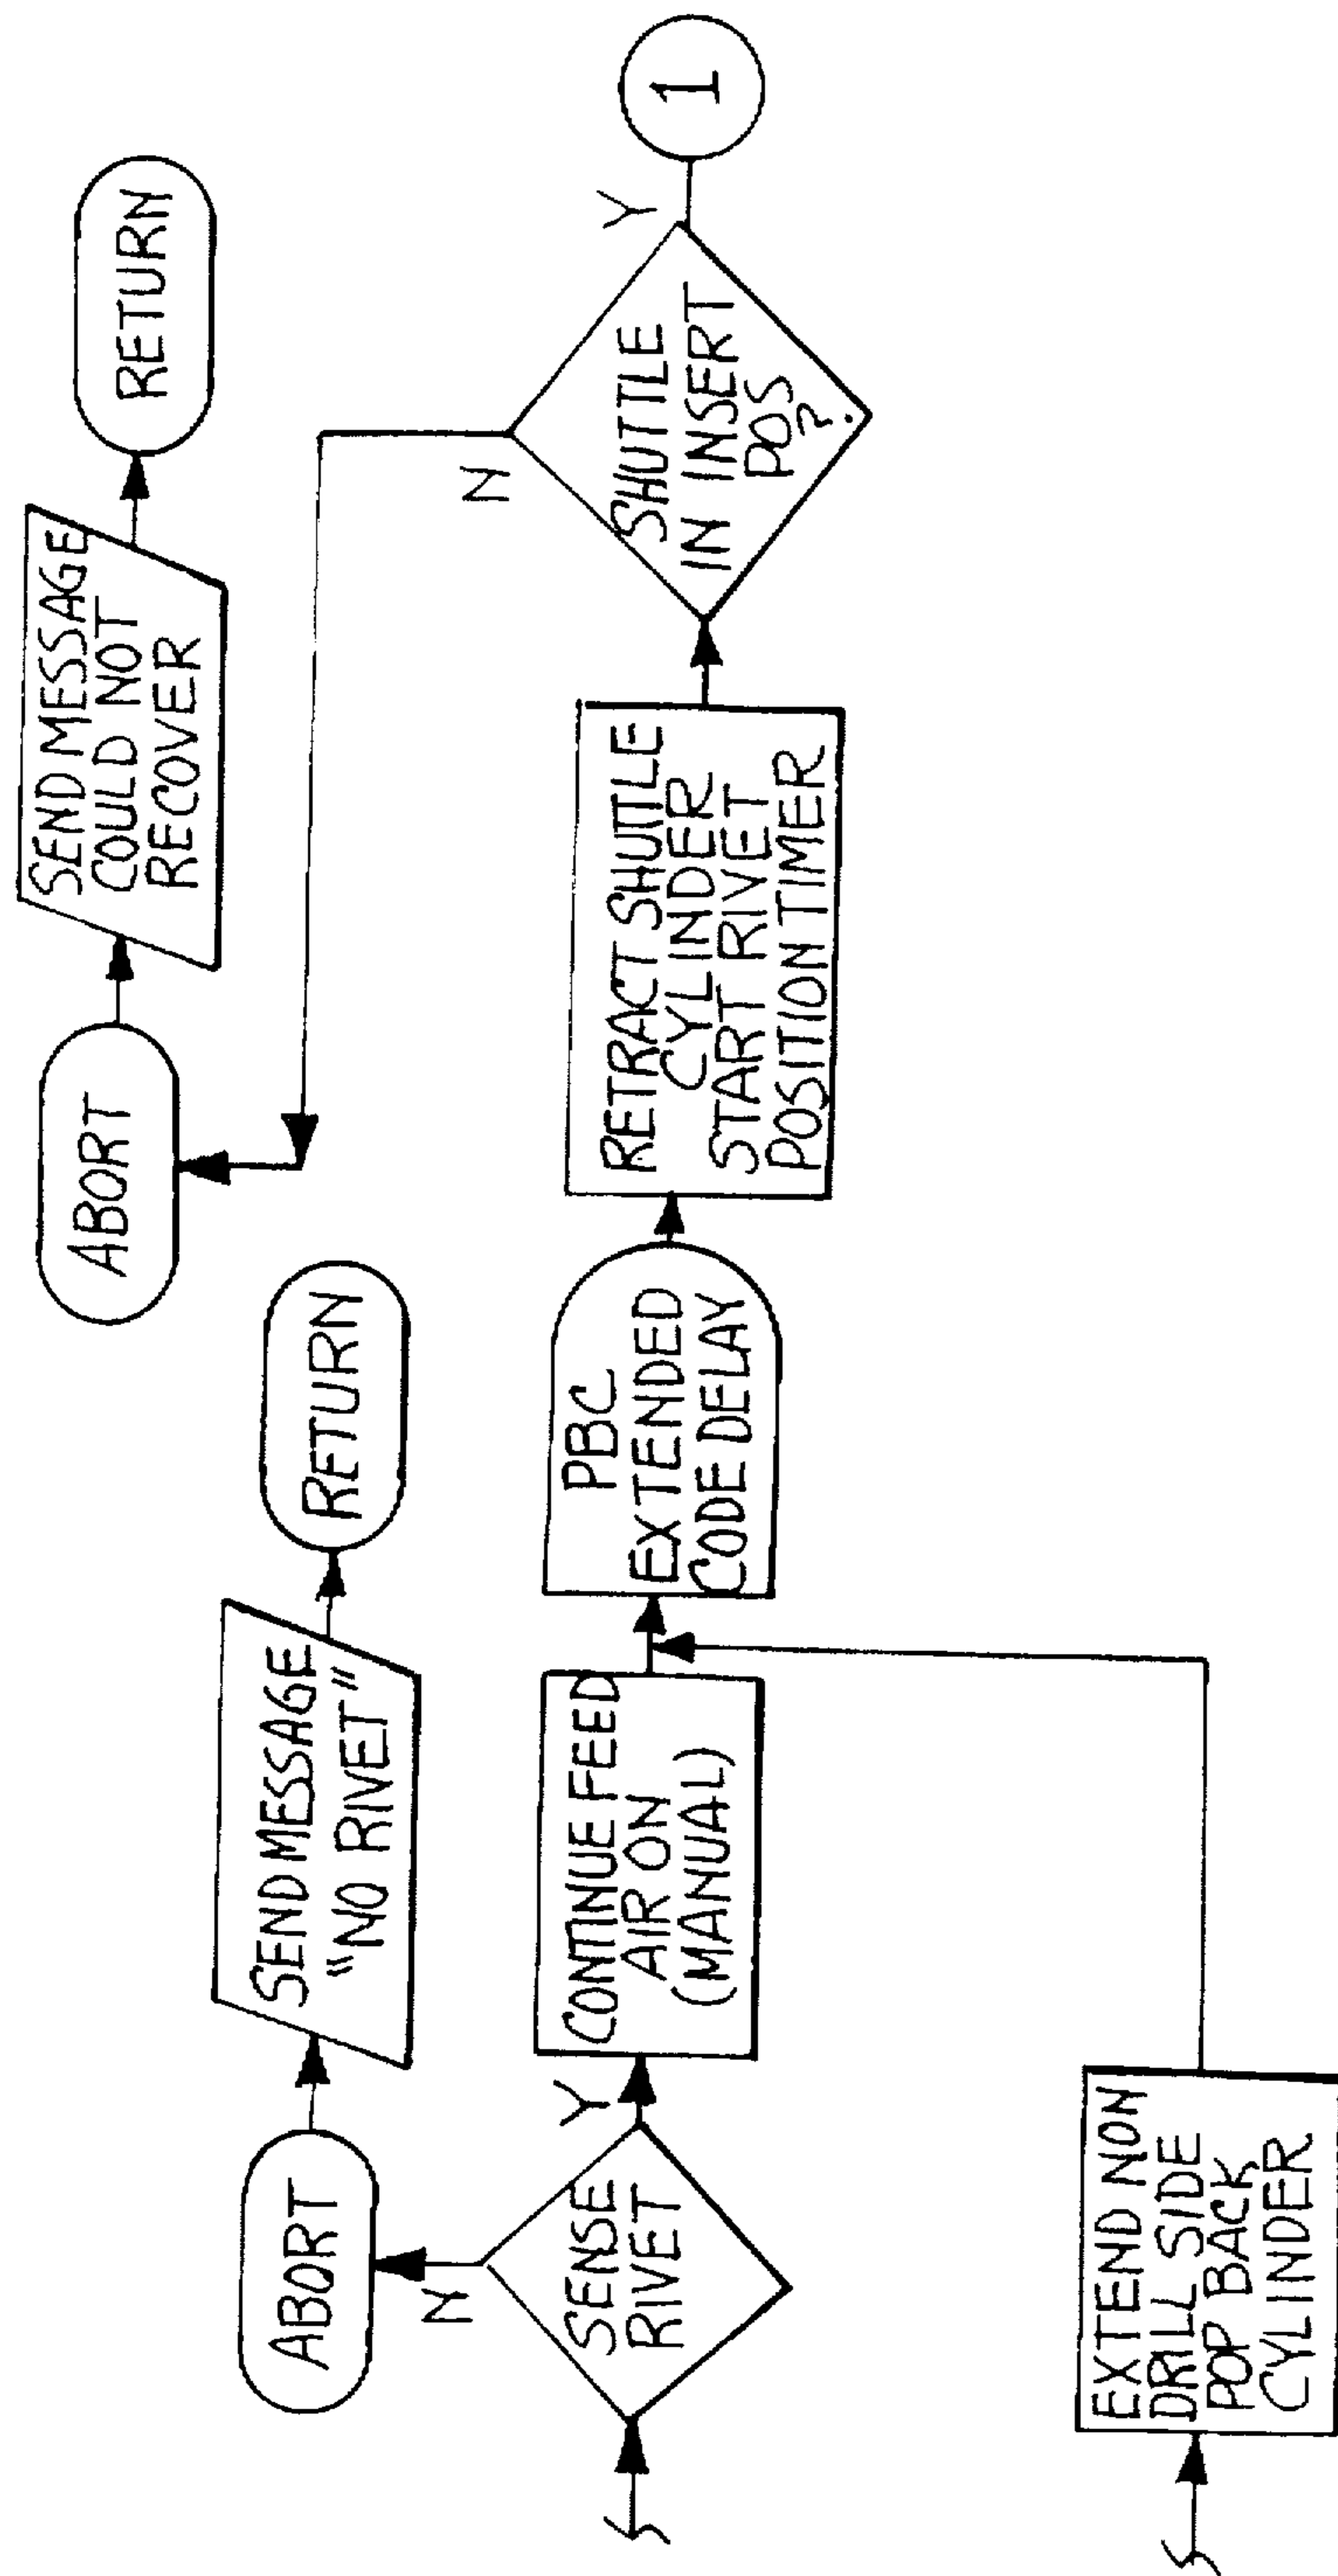 ABORT
SEND MESSAGE
COULD NOT
RECOVER
RETURN
ABORT
SEND MESSAGE
"NO RIVET"
RETURN
N
N
SENSE
RIVET
Y
CONTINUE FEED
AIR ON
(MANUAL)
PBC
EXTENDED
CODE DELAY
RETRACT SHUTTLE
CYLINDER
START RIVET
POSITION TIMER
SHUTTLE
IN INSERT
POS
?
Y
1
EXTEND NON
DRILL SIDE
POP BACK
CYLINDER